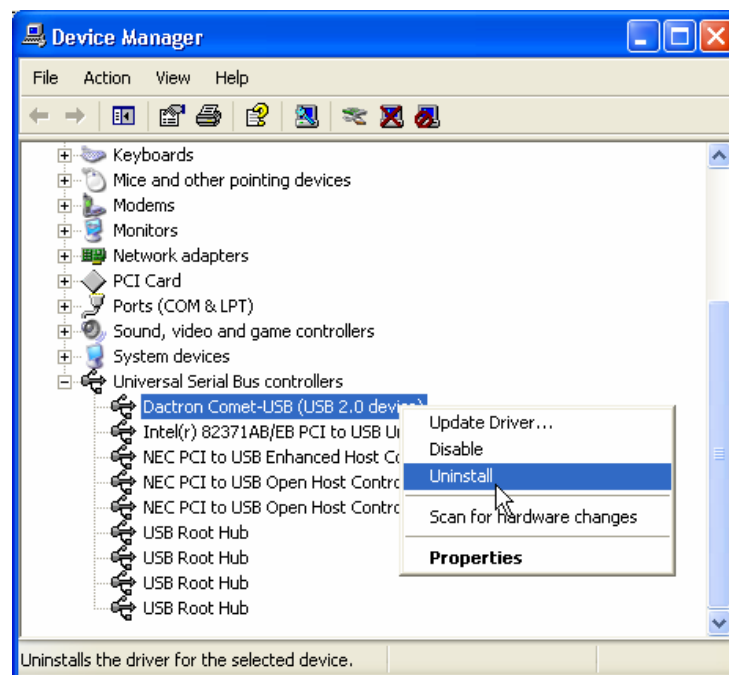 Device Manager
File Action View Help
Keyboards
Mice and other pointing devices
Modems
Monitors
Network adapters
PCI Card
Ports (COM & LPT)
Sound, video and game controllers
System devices
Universal Serial Bus controllers
Dactron Comet-USB (USB 2.0 device)
Intel(r) 82371AB/EB PCI to USB
NEC PCI to USB Enhanced Host
NEC PCI to USB Open Host
NEC PCI to USB Open Host
USB Root Hub
USB Root Hub
USB Root Hub
USB Root Hub
Update Driver...
Disable
Uninstall
Scan for hardware changes
Properties
Uninstalls the driver for the selected device.